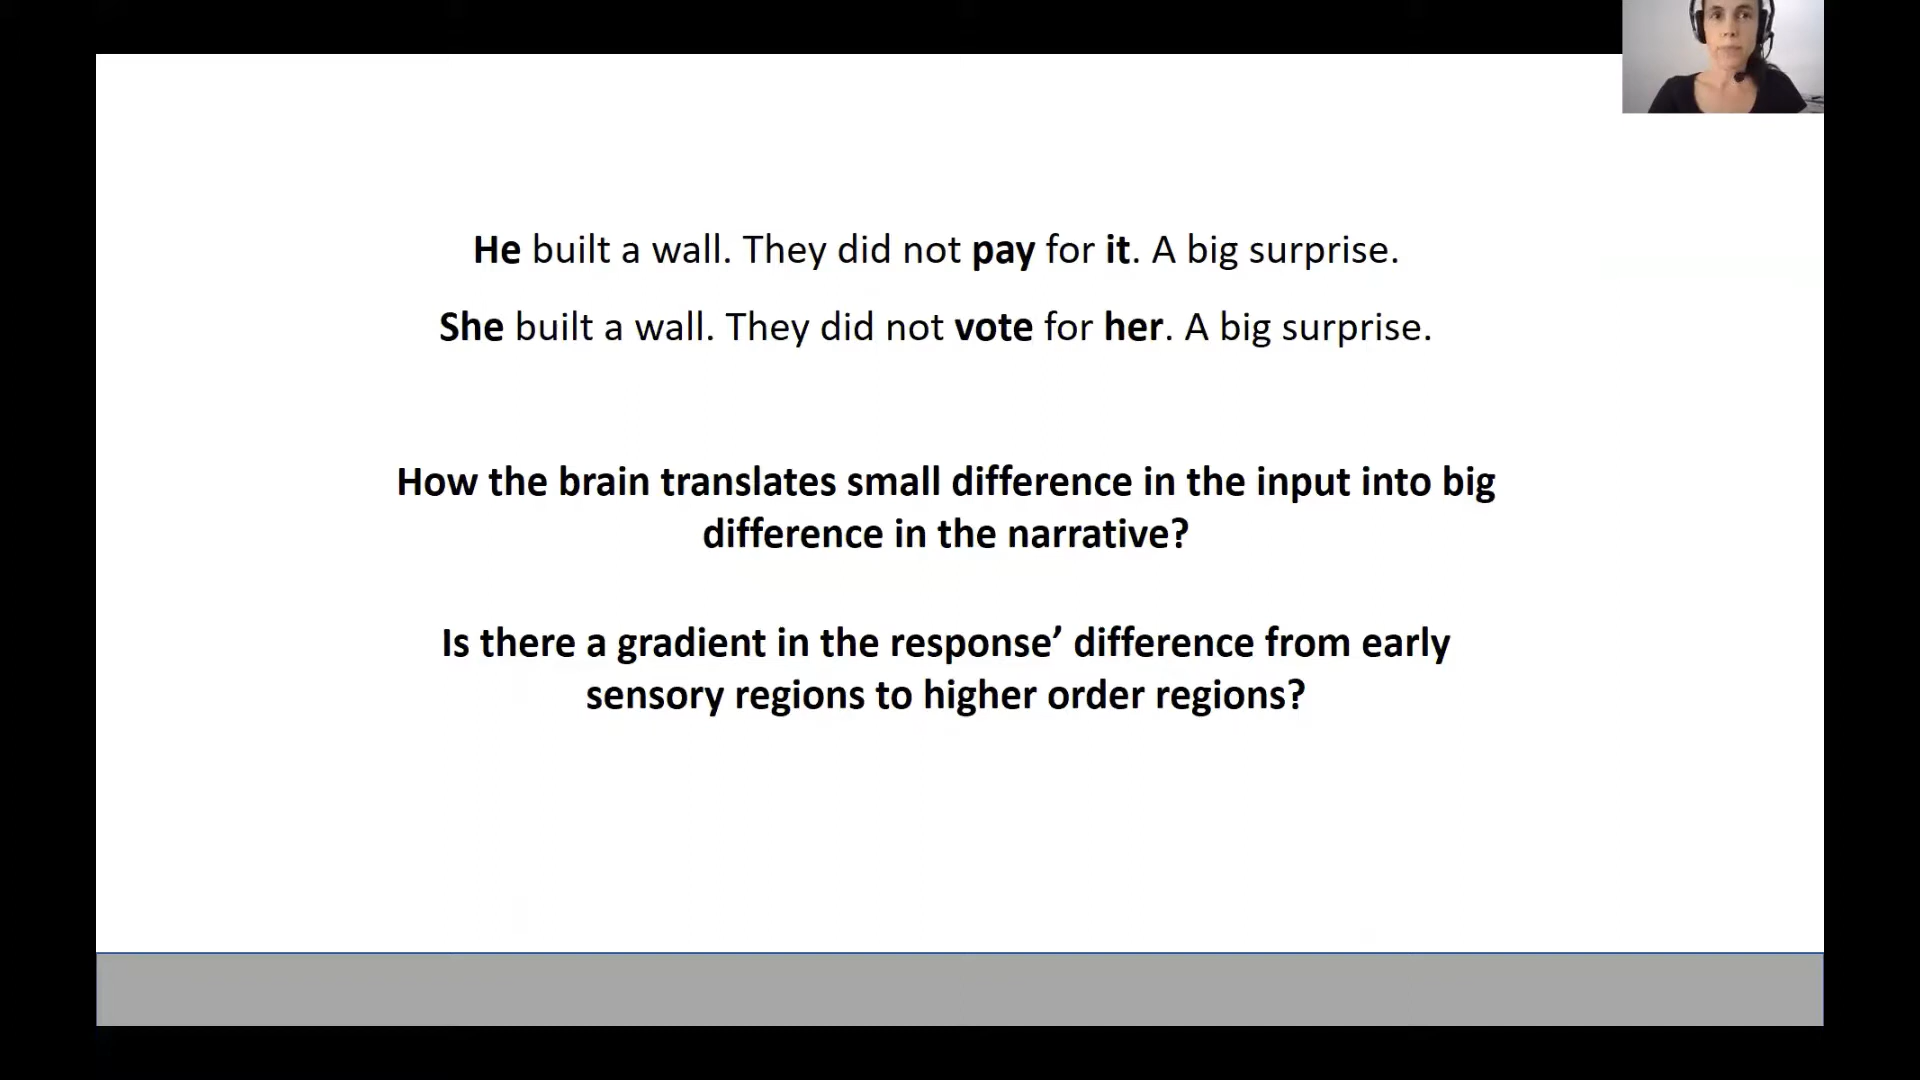 He built a wall. They did not pay for it. A big surprise.
She built a wall. They did not vote for her. A big surprise.
How the brain translates small difference in the input into big
difference in the narrative?
Is there a gradient in the response’ difference from early
sensory regions to higher order regions?